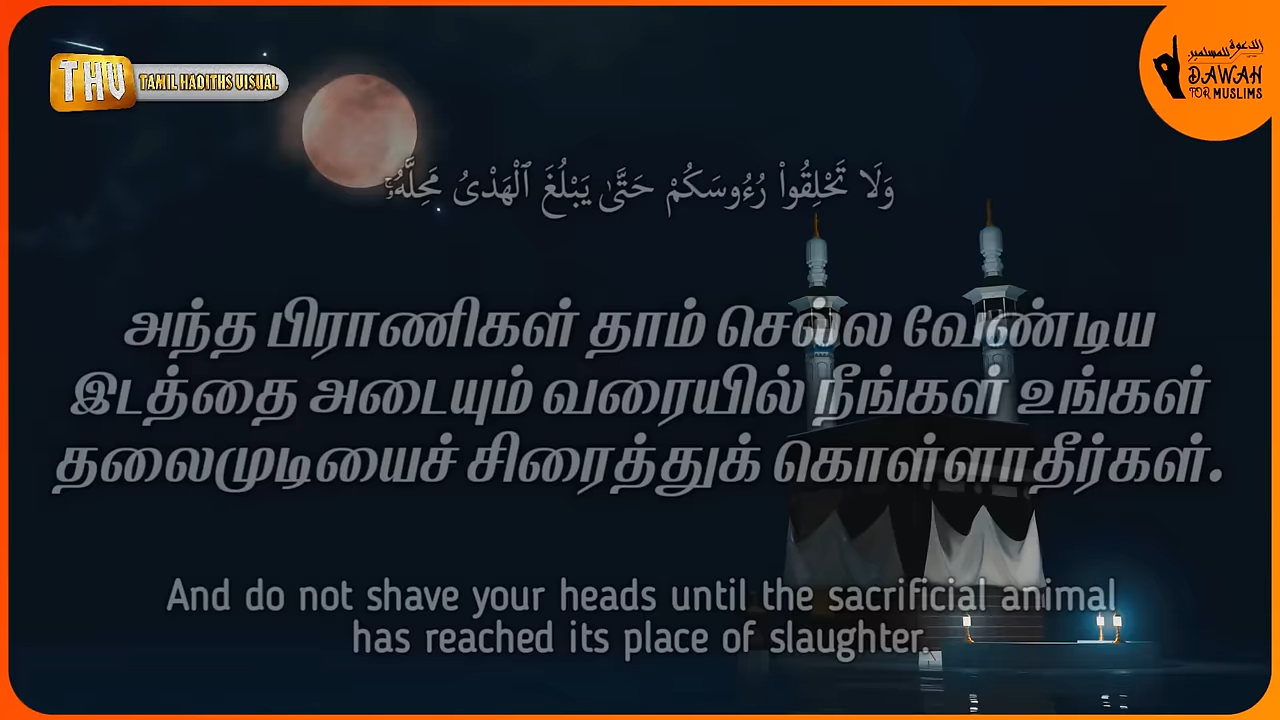 THV
TAMIL HADITHS VISUAL
الدعوة للمسلمين
DAWAH
FOR MUSLIMS
وَلَا تَحْلِقُوا۟ رُءُوسَكُمْ حَتَّىٰ يَبْلُغَ ٱلْهَدْىُ مَحِلَّهُۥ ۚ
அந்த பிராணிகள் தாம் செல்ல வேண்டிய
இடத்தை அடையும் வரையில் நீங்கள் உங்கள்
தலைமுடியைச் சிரைத்துக் கொள்ளாதீர்கள்.
And do not shave your heads until the sacrificial animal
has reached its place of slaughter.